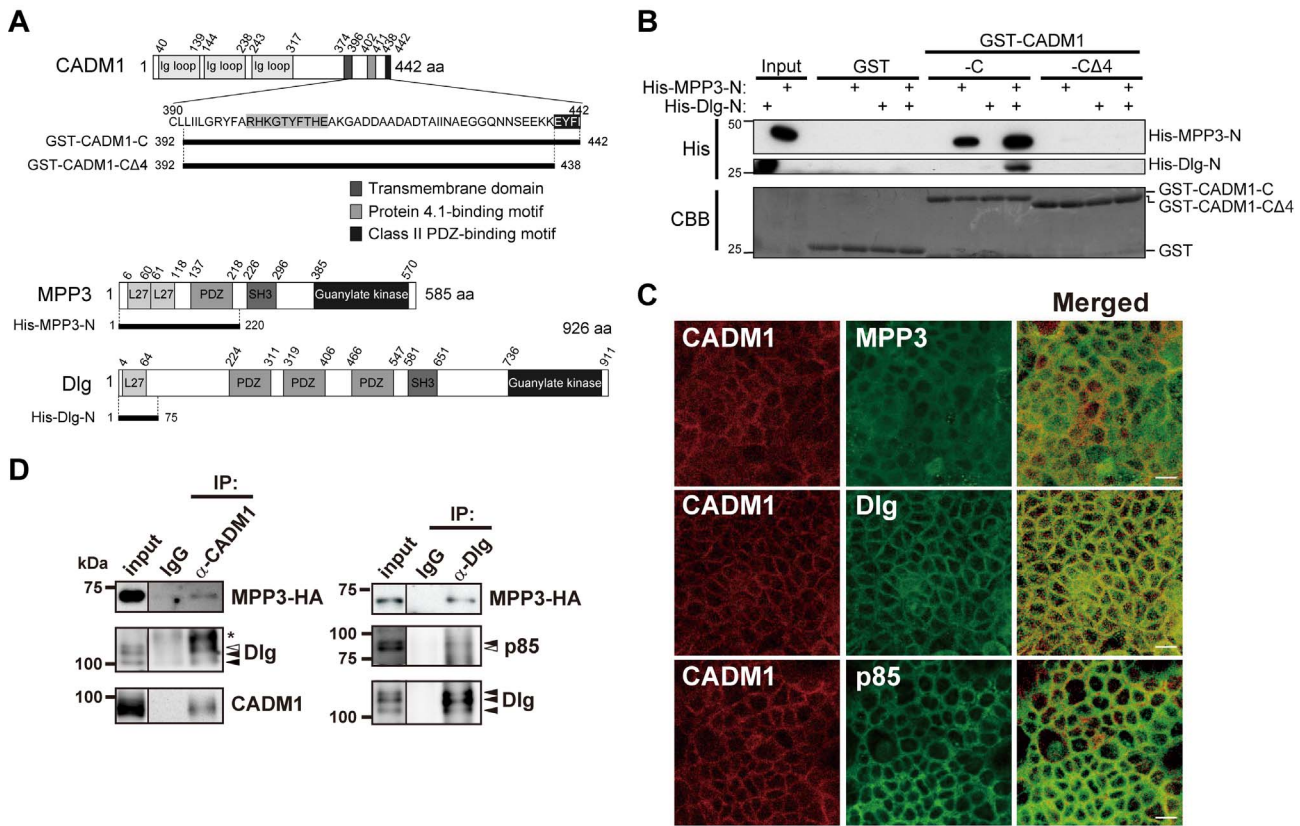 A
40 139 144 238 243 317 374 396 402 411 438 442
CADM1 1 Ig loop Ig loop Ig loop 442 aa
390 442
CLLIILGRYFARHKGTYFTHEAKGADDAADADTAIINAEGGQNNSEEKKEYFI
GST-CADM1-C 392 442
GST-CADM1-CΔ4 392 438
Transmembrane domain
Protein 4.1-binding motif
Class II PDZ-binding motif
6 60 61 118 137 218 226 296 385 570
MPP3 1 L27 L27 PDZ SH3 Guanylate kinase 585 aa
His-MPP3-N 1 220
926 aa
4 64 224 311 319 406 466 547 581 651 736 911
Dlg 1 L27 PDZ PDZ PDZ SH3 Guanylate kinase
His-Dlg-N 1 75
B
GST-CADM1
Input GST -C -CΔ4
His-MPP3-N: + + + + + +
His-Dlg-N: + + + + + + +
His 50 His-MPP3-N
25 His-Dlg-N
CBB GST-CADM1-C
GST-CADM1-CΔ4
25 GST
C
Merged
CADM1 MPP3
CADM1 Dlg
CADM1 p85
D
IP:
kDa input IgG α-CADM1
75 MPP3-HA
* Dlg
100
100 CADM1
IP:
input IgG α-Dlg
75 MPP3-HA
100 p85
75
Dlg
100